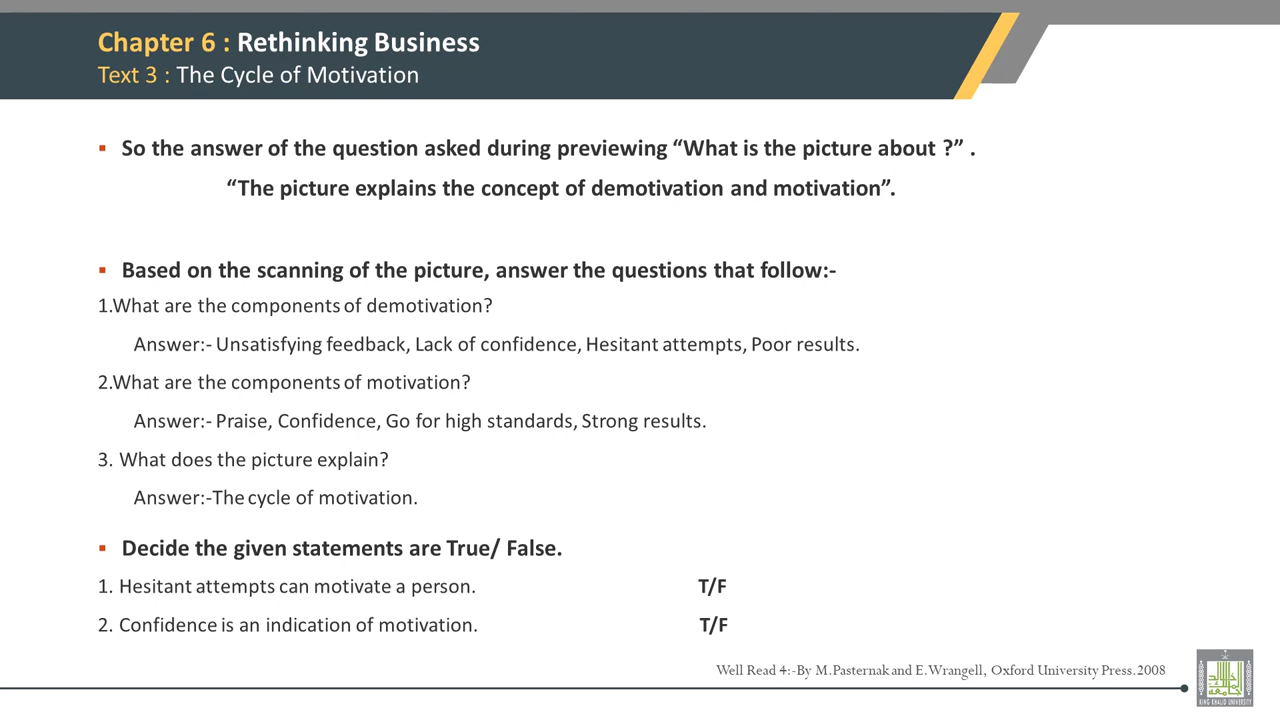 Chapter 6 : Rethinking Business
Text 3 : The Cycle of Motivation
▪ So the answer of the question asked during previewing “What is the picture about ?” .
“The picture explains the concept of demotivation and motivation”.
▪ Based on the scanning of the picture, answer the questions that follow:-
1.What are the components of demotivation?
Answer:- Unsatisfying feedback, Lack of confidence, Hesitant attempts, Poor results.
2.What are the components of motivation?
Answer:- Praise, Confidence, Go for high standards, Strong results.
3. What does the picture explain?
Answer:-The cycle of motivation.
▪ Decide the given statements are True/ False.
1. Hesitant attempts can motivate a person. T/F
2. Confidence is an indication of motivation. T/F
Well Read 4:-By M.Pasternak and E.Wrangell, Oxford University Press.2008
KING KHALID UNIVERSITY